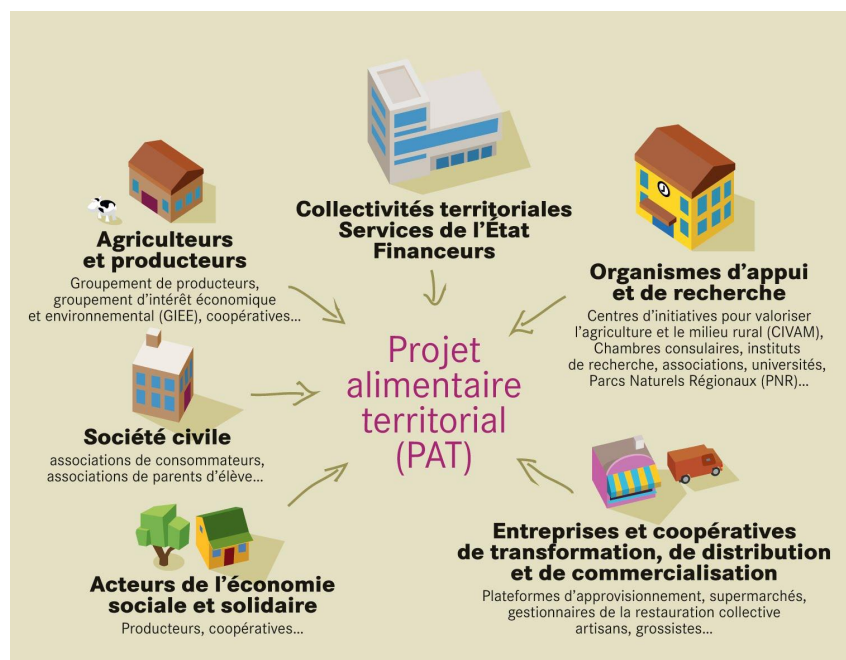 Collectivités territoriales
Services de l'État
Financeurs
Agriculteurs
et producteurs
Groupement de producteurs,
groupement d'intérêt économique
et environnemental (GIEE), coopératives...
Organismes d'appui
et de recherche
Centres d'initiatives pour valoriser
l'agriculture et le milieu rural (CIVAM),
Chambres consulaires, instituts
de recherche, associations, universités,
Parcs Naturels Régionaux (PNR)...
Projet
alimentaire
territorial
(PAT)
Société civile
associations de consommateurs,
associations de parents d'élève...
Entreprises et coopératives
de transformation, de distribution
et de commercialisation
Plateformes d'approvisionnement, supermarchés,
gestionnaires de la restauration collective
artisans, grossistes...
Acteurs de l'économie
sociale et solidaire
Producteurs, coopératives...